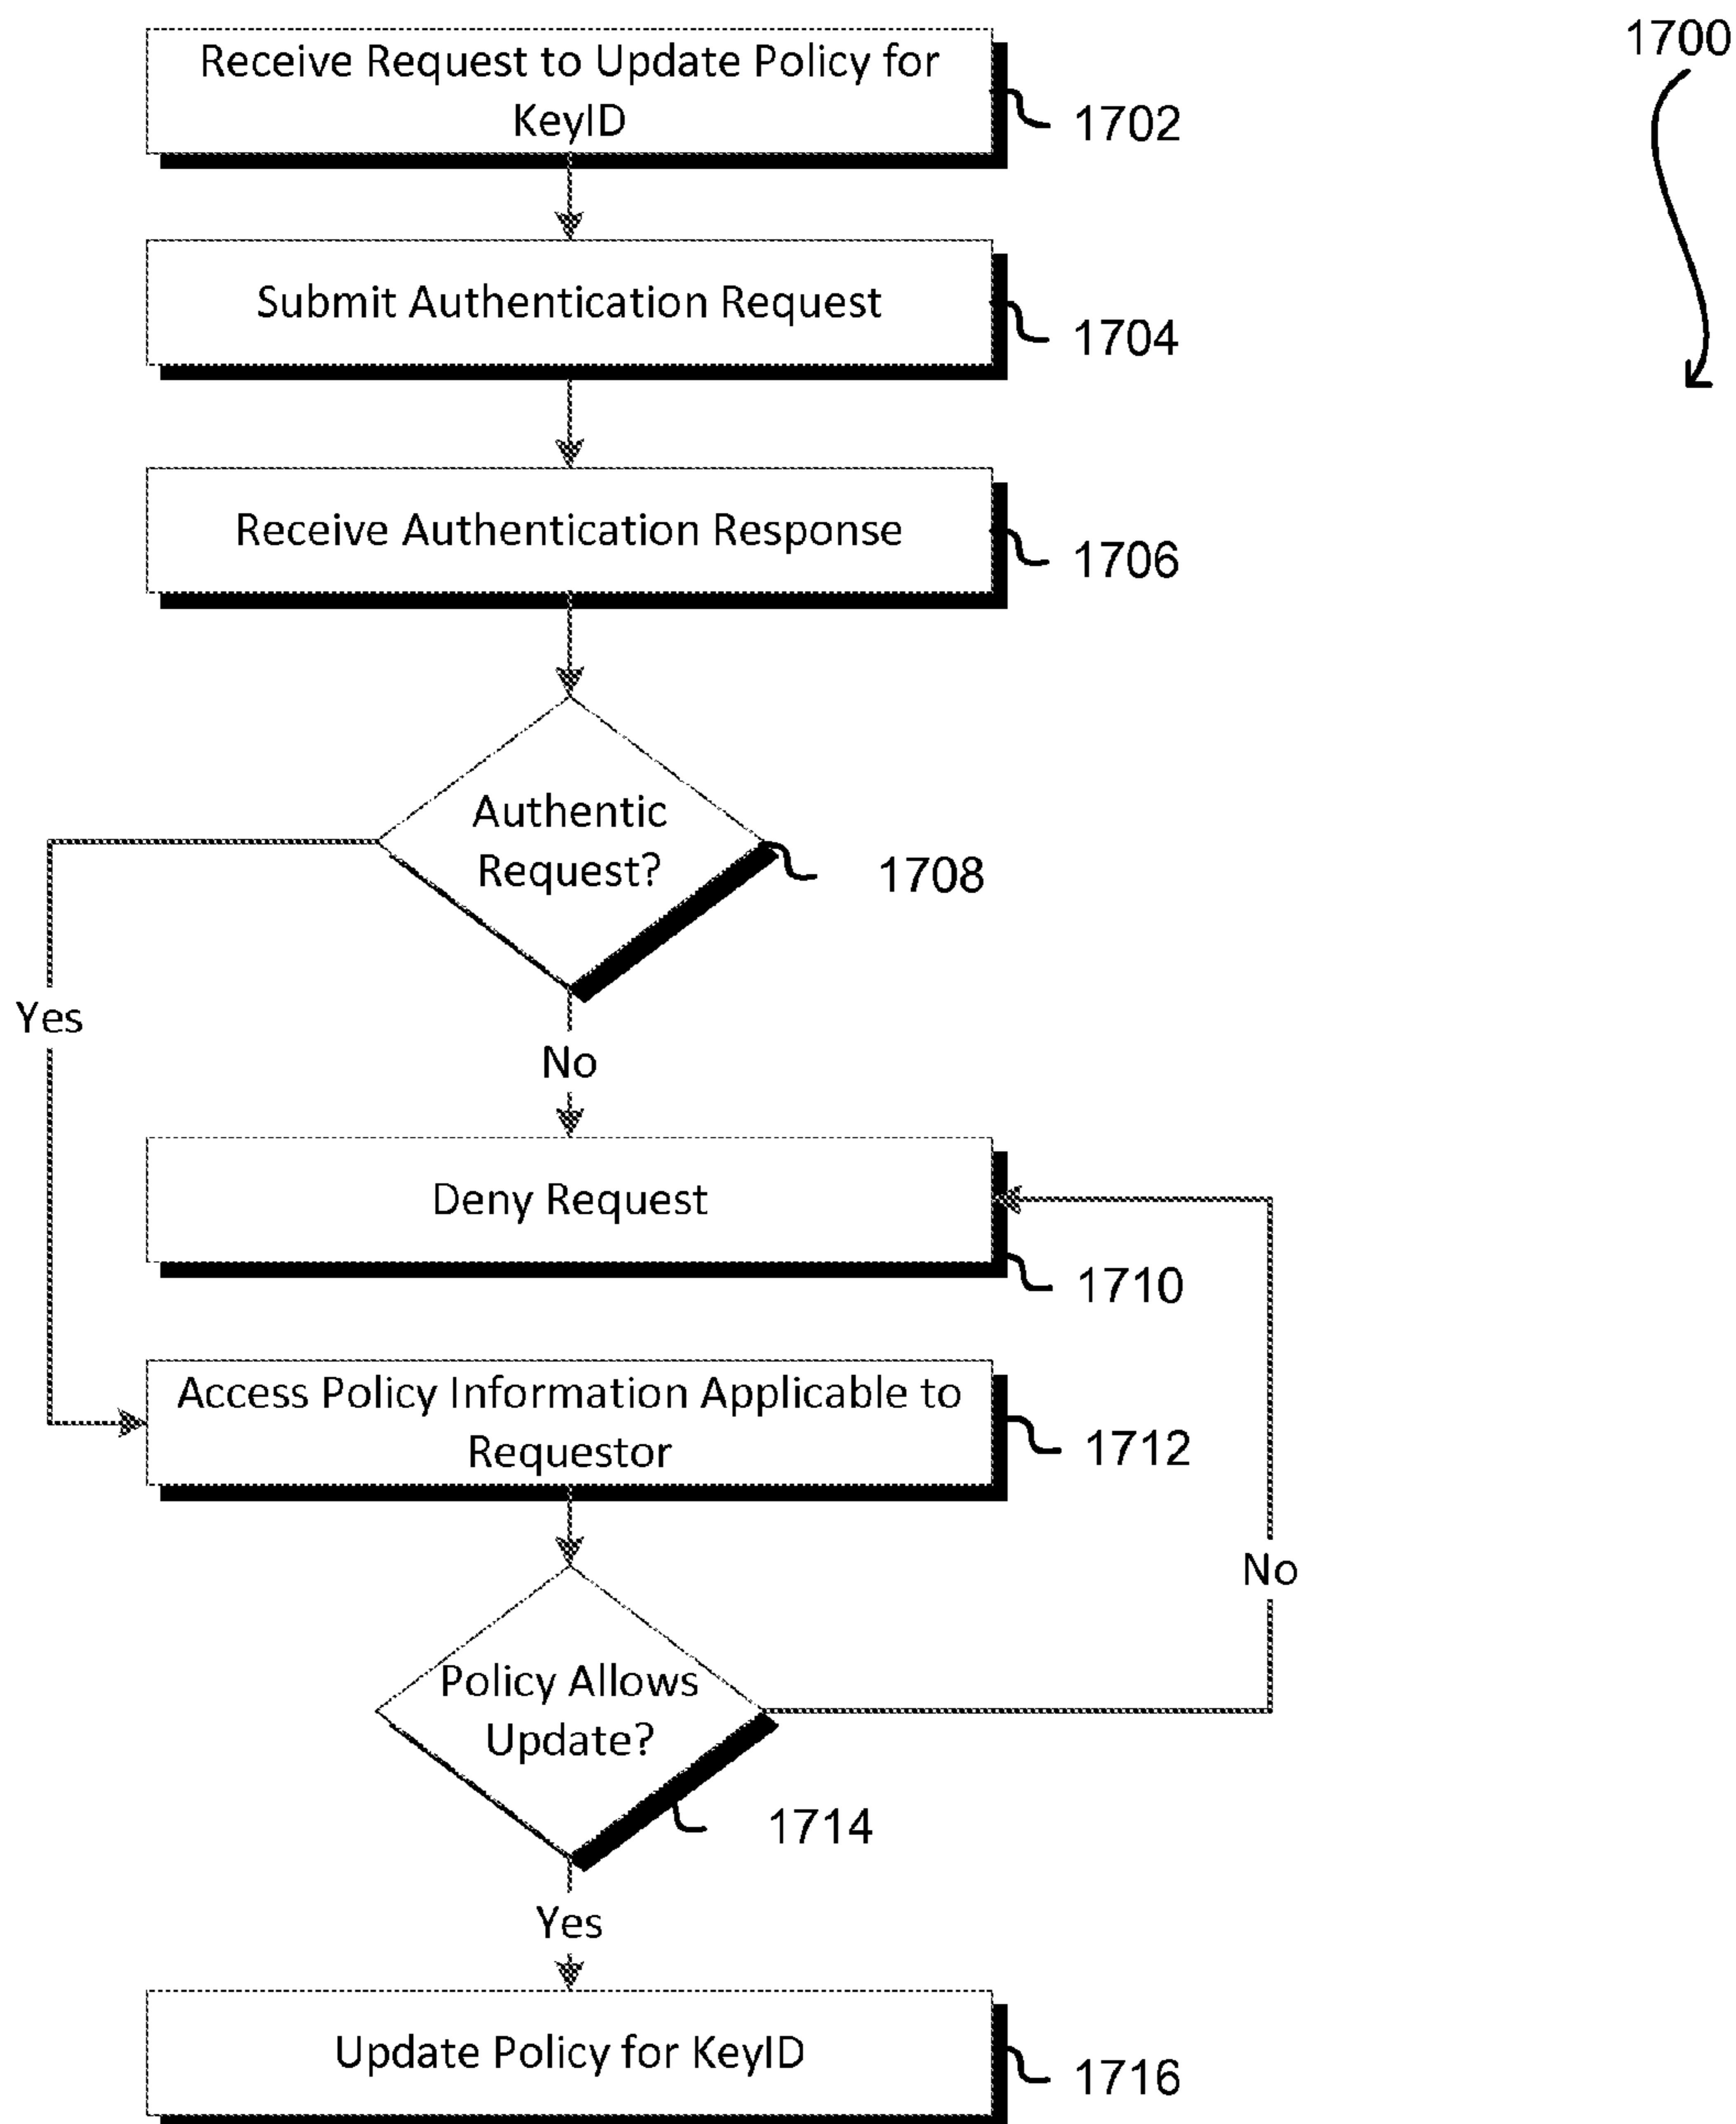 1700
Receive Request to Update Policy for
KeyID
1702
Submit Authentication Request
1704
Receive Authentication Response
1706
Authentic
Request?
1708
Yes
No
Deny Request
1710
Access Policy Information Applicable to
Requestor
1712
No
Policy Allows
Update?
1714
Yes
Update Policy for KeyID
1716